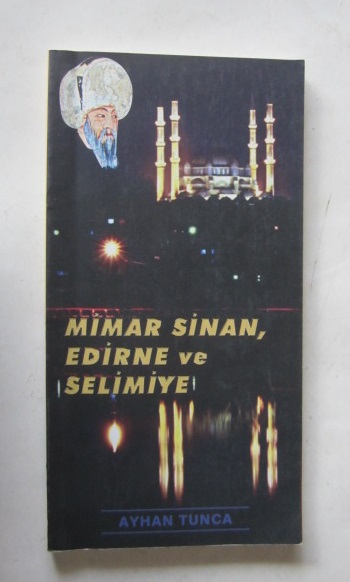 MİMAR SİNAN,
EDİRNE ve
SELİMİYE
AYHAN TUNCA